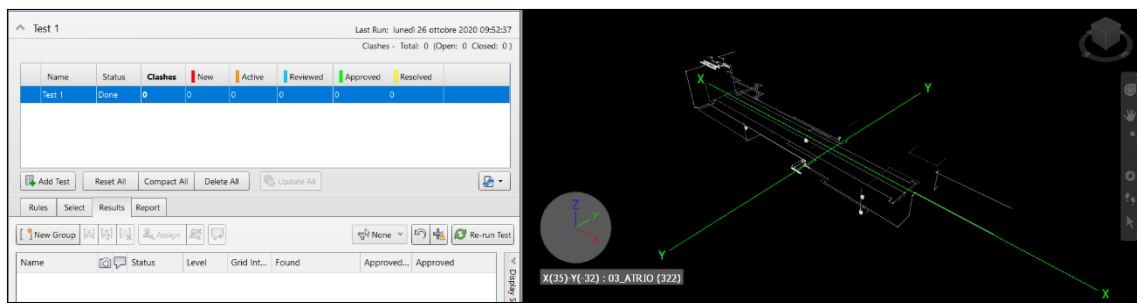 Test 1
Last Run: lunedì 26 ottobre 2020 09:52:37
Clashes - Total: 0 (Open: 0 Closed: 0)
Name Status Clashes New Active Reviewed Approved Resolved
Test 1 Done 0 0 0 0 0 0
Add Test Reset All Compact All Delete All Update All
Rules Select Results Report
New Group Assign None Re-run Test
Name Status Level Grid Int... Found Approved... Approved
Display S
X
Y
Z
Y
X
Y
X(35)-Y(-32) : 03_ATRIO (322)
X